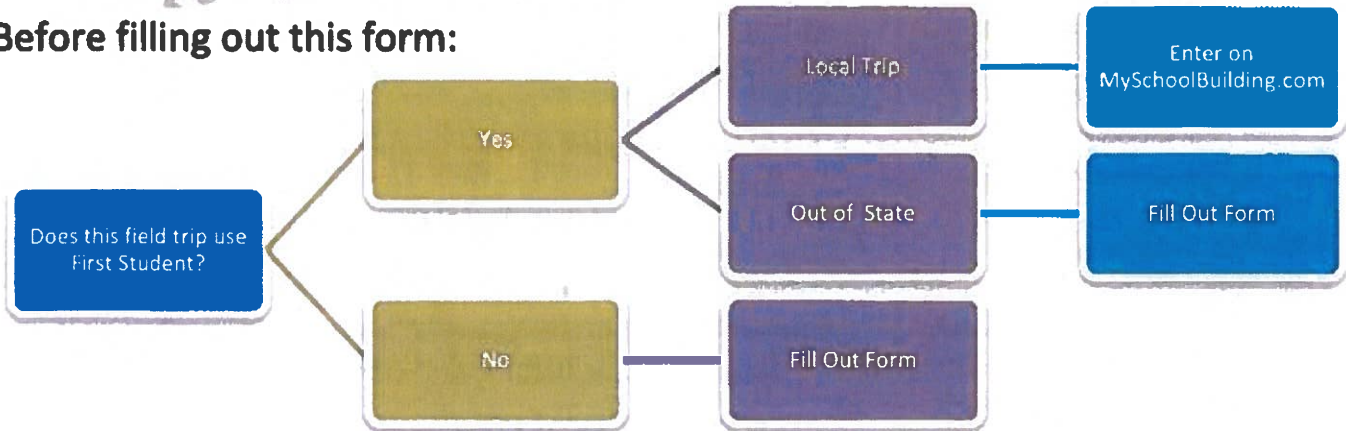 Before filling out this form:
Local Trip
Enter on
MySchoolBuilding.com
Yes
Does this field trip use
First Student?
Out of State
Fill Out Form
No
Fill Out Form